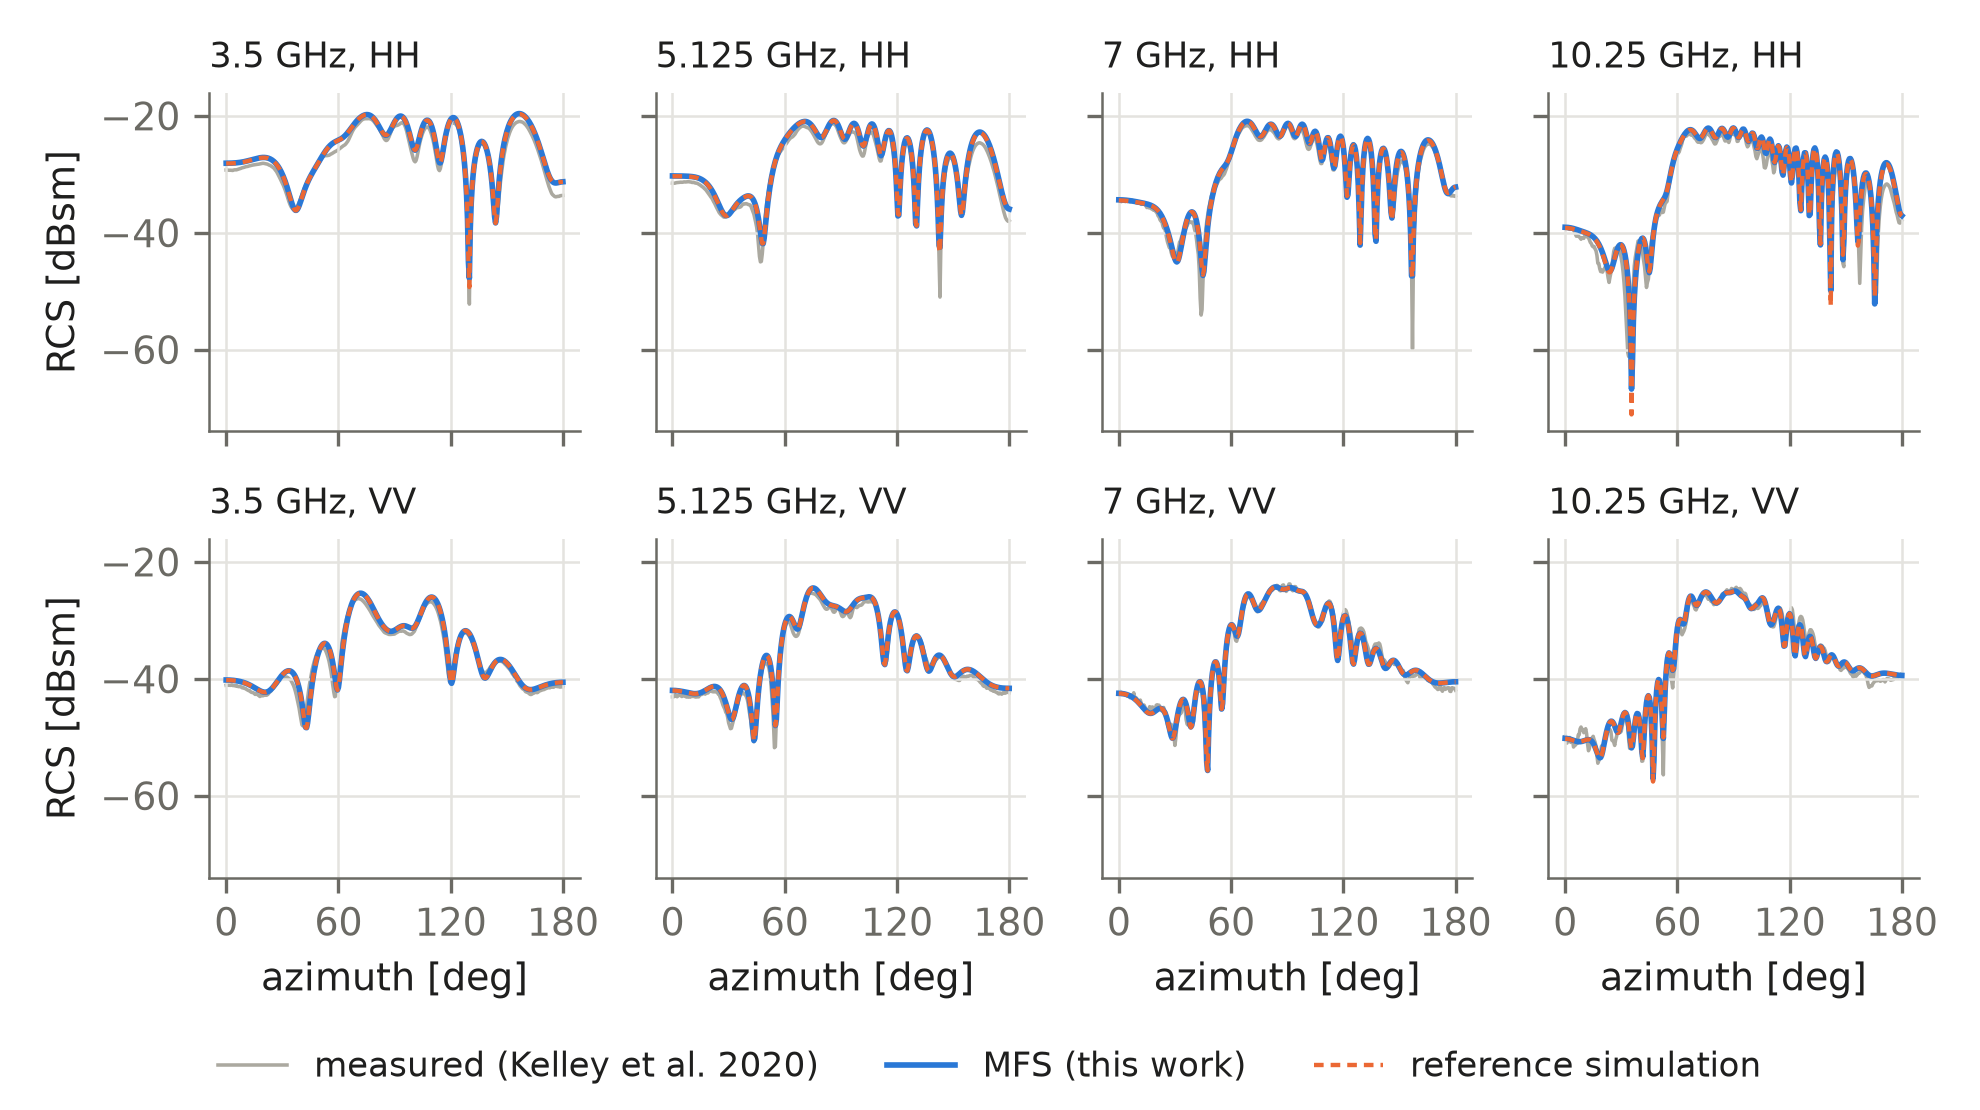 3.5 GHz, HH
5.125 GHz, HH
7 GHz, HH
10.25 GHz, HH
RCS [dBsm]
−20
−40
−60
3.5 GHz, VV
5.125 GHz, VV
7 GHz, VV
10.25 GHz, VV
RCS [dBsm]
−20
−40
−60
0 60 120 180
0 60 120 180
0 60 120 180
0 60 120 180
azimuth [deg]
azimuth [deg]
azimuth [deg]
azimuth [deg]
measured (Kelley et al. 2020)
MFS (this work)
reference simulation